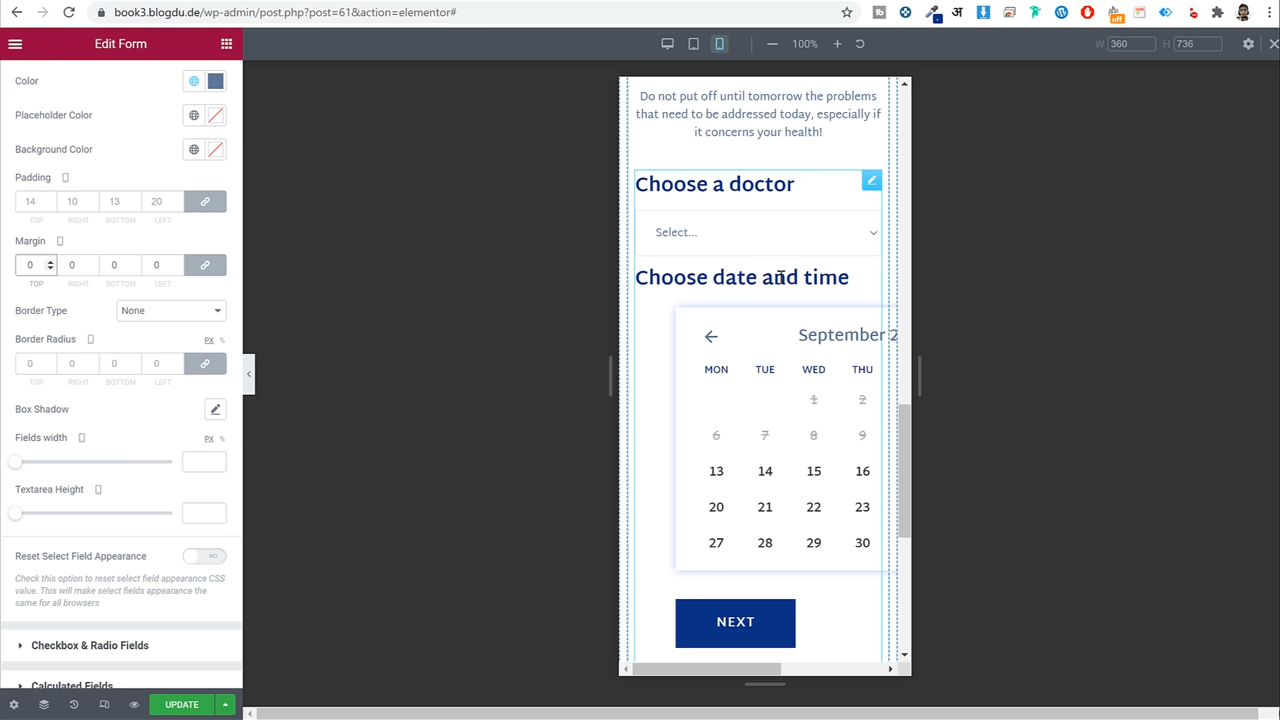 book3.blogdu.de/wp-admin/post.php?post=61&action=elementor#
अ
off
Edit Form
100%
W 360
H 736
Color
Placeholder Color
Background Color
Padding
14 10 13 20
TOP RIGHT BOTTOM LEFT
Margin
0 0 0 0
TOP RIGHT BOTTOM LEFT
Border Type
None
Border Radius
PX %
0 0 0 0
TOP RIGHT BOTTOM LEFT
Box Shadow
Fields width
PX %
Textarea Height
Reset Select Field Appearance
NO
Check this option to reset select field appearance CSS
value. This will make select fields appearance the
same for all browsers
Checkbox & Radio Fields
Calculated Fields
UPDATE
Do not put off until tomorrow the problems
that need to be addressed today, especially if
it concerns your health!
Choose a doctor
Select...
Choose date and time
September 2
MON TUE WED THU
1 2
6 7 8 9
13 14 15 16
20 21 22 23
27 28 29 30
NEXT